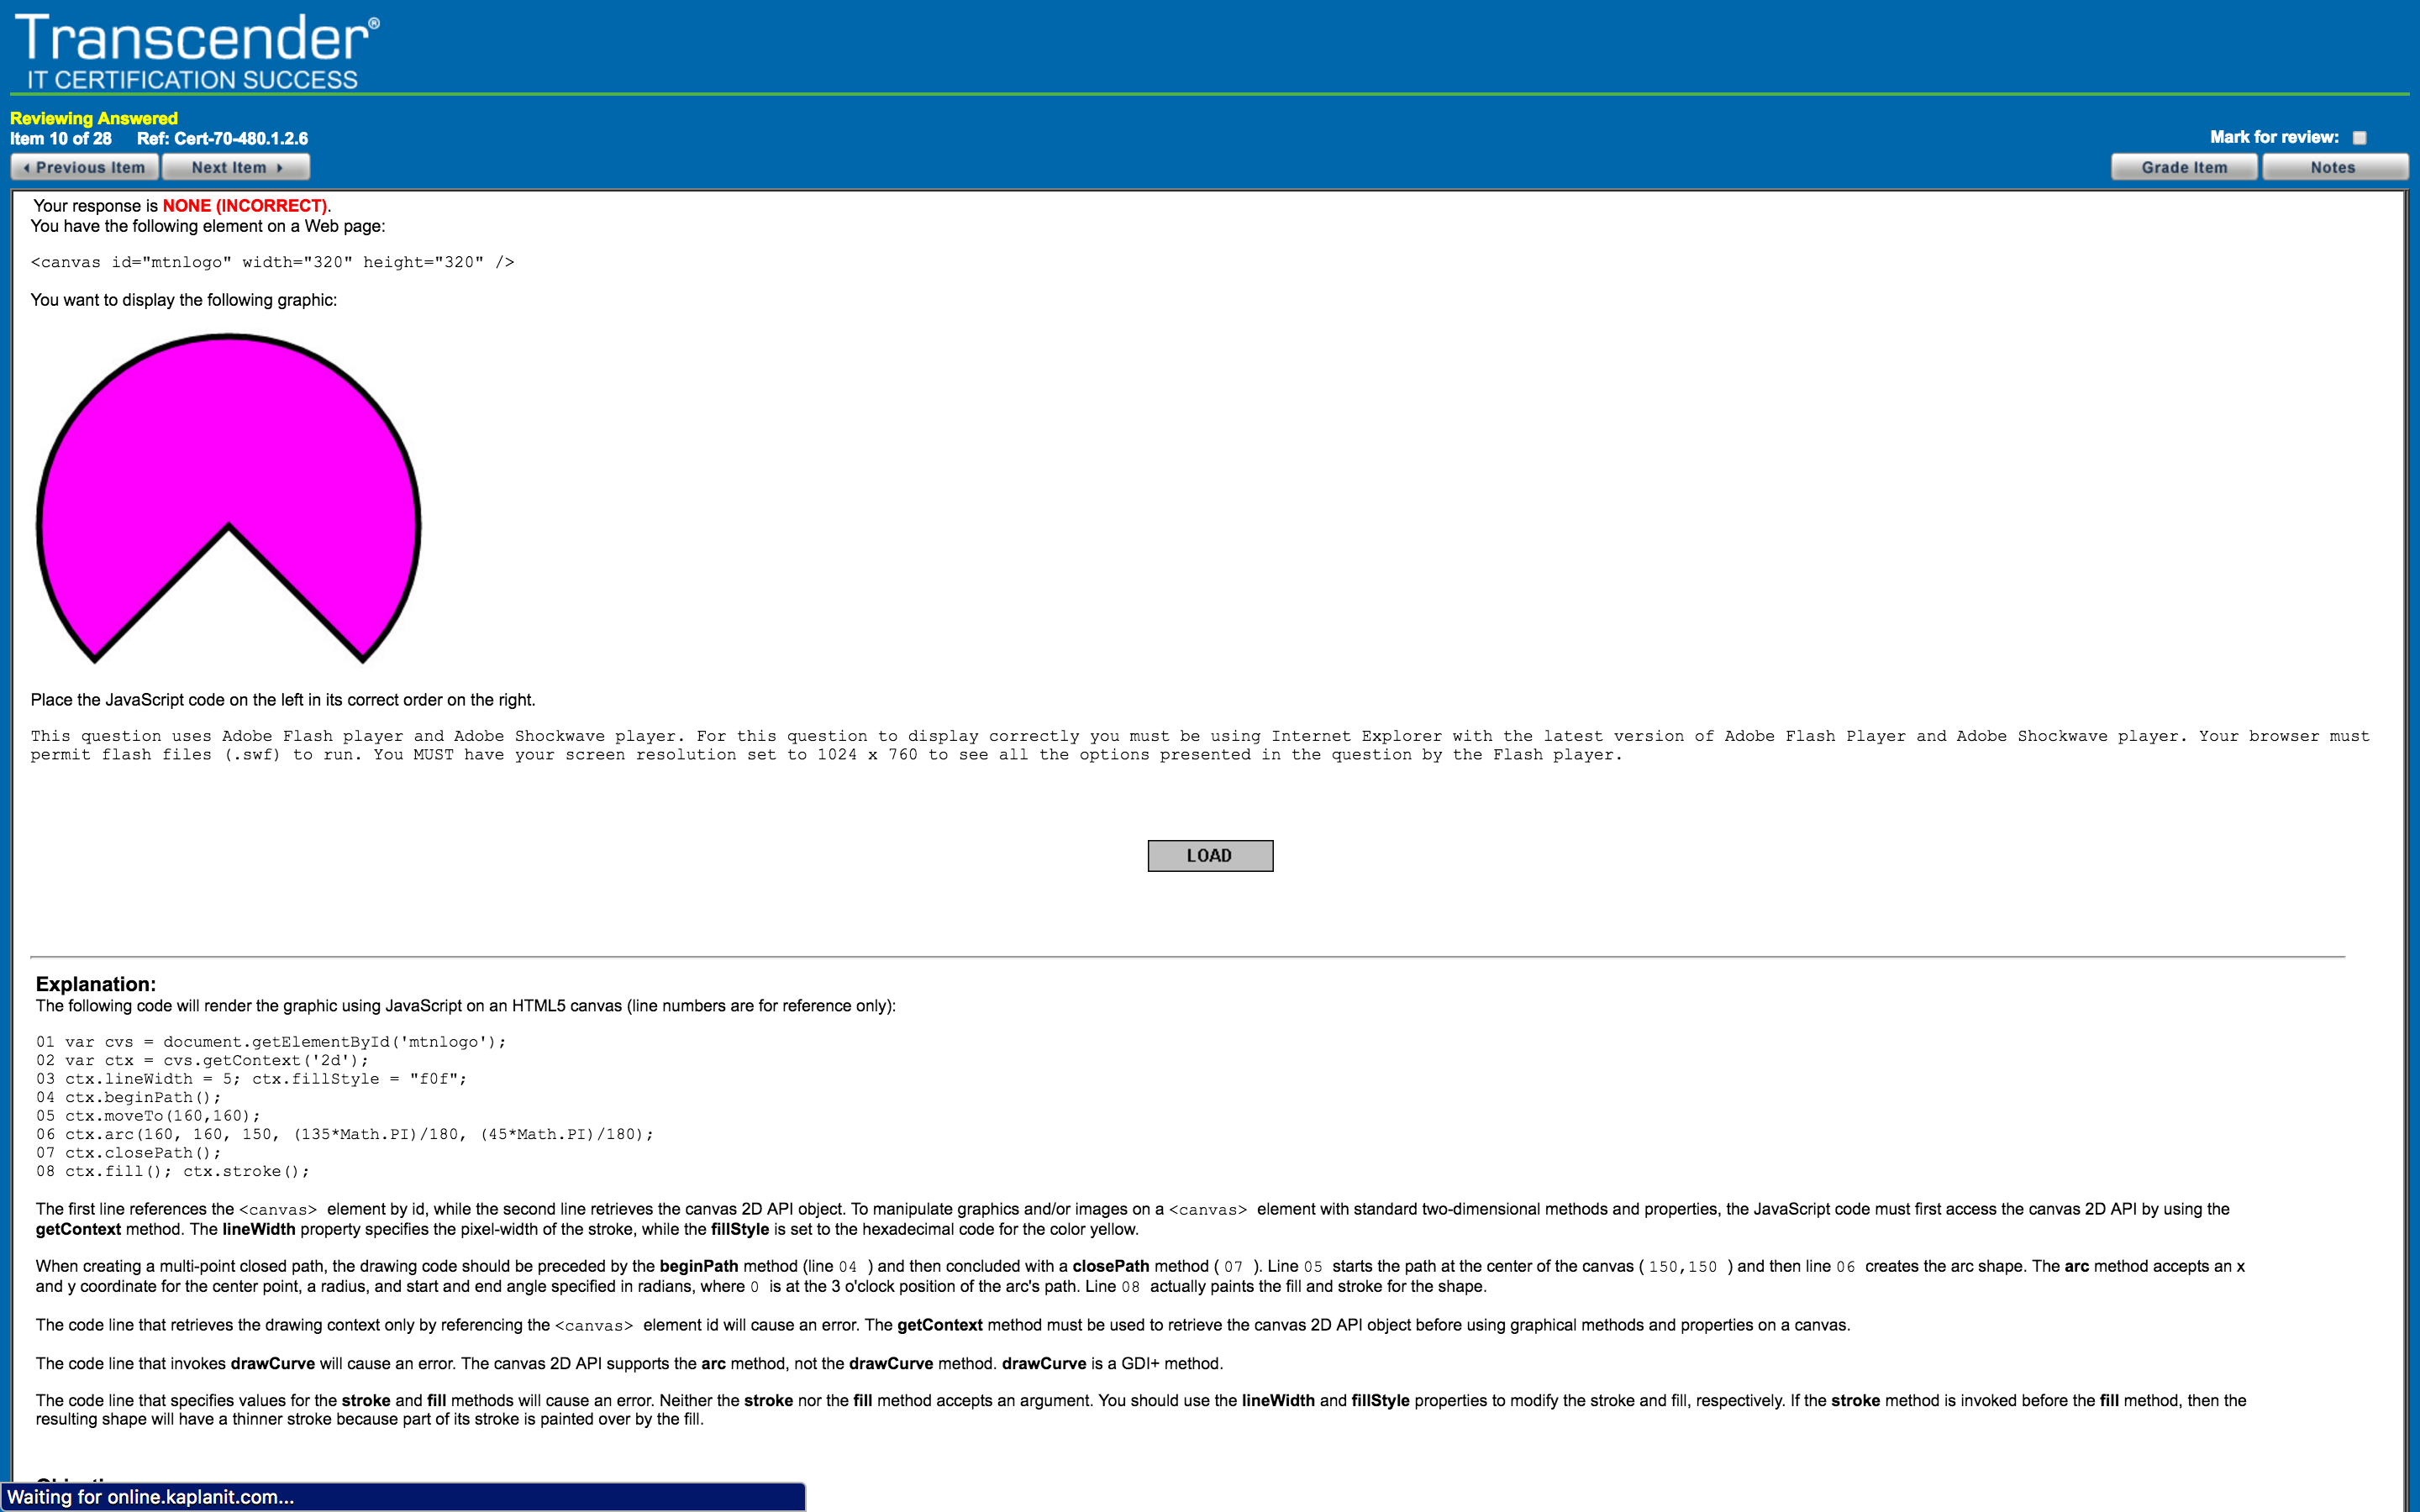 Transcender®
IT CERTIFICATION SUCCESS
Reviewing Answered
Item 10 of 28 Ref: Cert-70-480.1.2.6
Mark for review:
Previous Item Next Item Grade Item Notes
Your response is NONE (INCORRECT).
You have the following element on a Web page:
<canvas id="mtnlogo" width="320" height="320" />
You want to display the following graphic:
Place the JavaScript code on the left in its correct order on the right.
This question uses Adobe Flash player and Adobe Shockwave player. For this question to display correctly you must be using Internet Explorer with the latest version of Adobe Flash Player and Adobe Shockwave player. Your browser must
permit flash files (.swf) to run. You MUST have your screen resolution set to 1024 x 760 to see all the options presented in the question by the Flash player.
LOAD
Explanation:
The following code will render the graphic using JavaScript on an HTML5 canvas (line numbers are for reference only):
01 var cvs = document.getElementById('mtnlogo');
02 var ctx = cvs.getContext('2d');
03 ctx.lineWidth = 5; ctx.fillStyle = "f0f";
04 ctx.beginPath();
05 ctx.moveTo(160,160);
06 ctx.arc(160, 160, 150, (135*Math.PI)/180, (45*Math.PI)/180);
07 ctx.closePath();
08 ctx.fill(); ctx.stroke();
The first line references the <canvas> element by id, while the second line retrieves the canvas 2D API object. To manipulate graphics and/or images on a <canvas> element with standard two-dimensional methods and properties, the JavaScript code must first access the canvas 2D API by using the
getContext method. The lineWidth property specifies the pixel-width of the stroke, while the fillStyle is set to the hexadecimal code for the color yellow.
When creating a multi-point closed path, the drawing code should be preceded by the beginPath method (line 04 ) and then concluded with a closePath method ( 07 ). Line 05 starts the path at the center of the canvas ( 150,150 ) and then line 06 creates the arc shape. The arc method accepts an x
and y coordinate for the center point, a radius, and start and end angle specified in radians, where 0 is at the 3 o'clock position of the arc's path. Line 08 actually paints the fill and stroke for the shape.
The code line that retrieves the drawing context only by referencing the <canvas> element id will cause an error. The getContext method must be used to retrieve the canvas 2D API object before using graphical methods and properties on a canvas.
The code line that invokes drawCurve will cause an error. The canvas 2D API supports the arc method, not the drawCurve method. drawCurve is a GDI+ method.
The code line that specifies values for the stroke and fill methods will cause an error. Neither the stroke nor the fill method accepts an argument. You should use the lineWidth and fillStyle properties to modify the stroke and fill, respectively. If the stroke method is invoked before the fill method, then the
resulting shape will have a thinner stroke because part of its stroke is painted over by the fill.
Waiting for online.kaplanit.com...